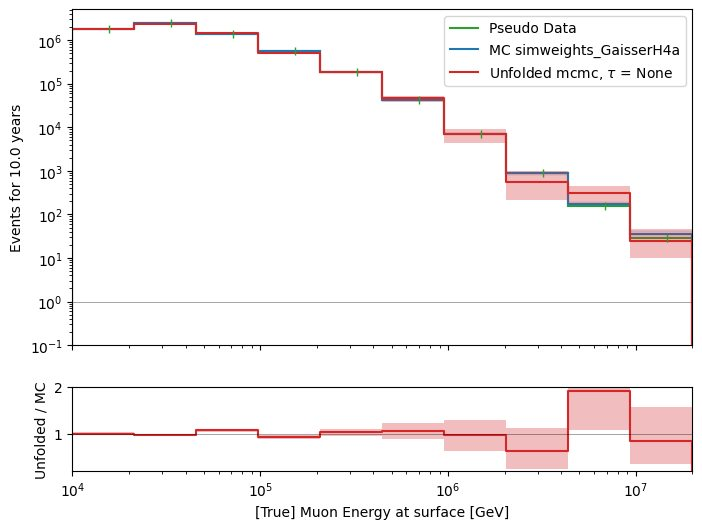 Pseudo Data
MC simweights_GaisserH4a
Unfolded mcmc, τ = None
Events for 10.0 years
10⁶
10⁵
10⁴
10³
10²
10¹
10⁰
10⁻¹
Unfolded / MC
2
1
10⁴
10⁵
10⁶
10⁷
[True] Muon Energy at surface [GeV]